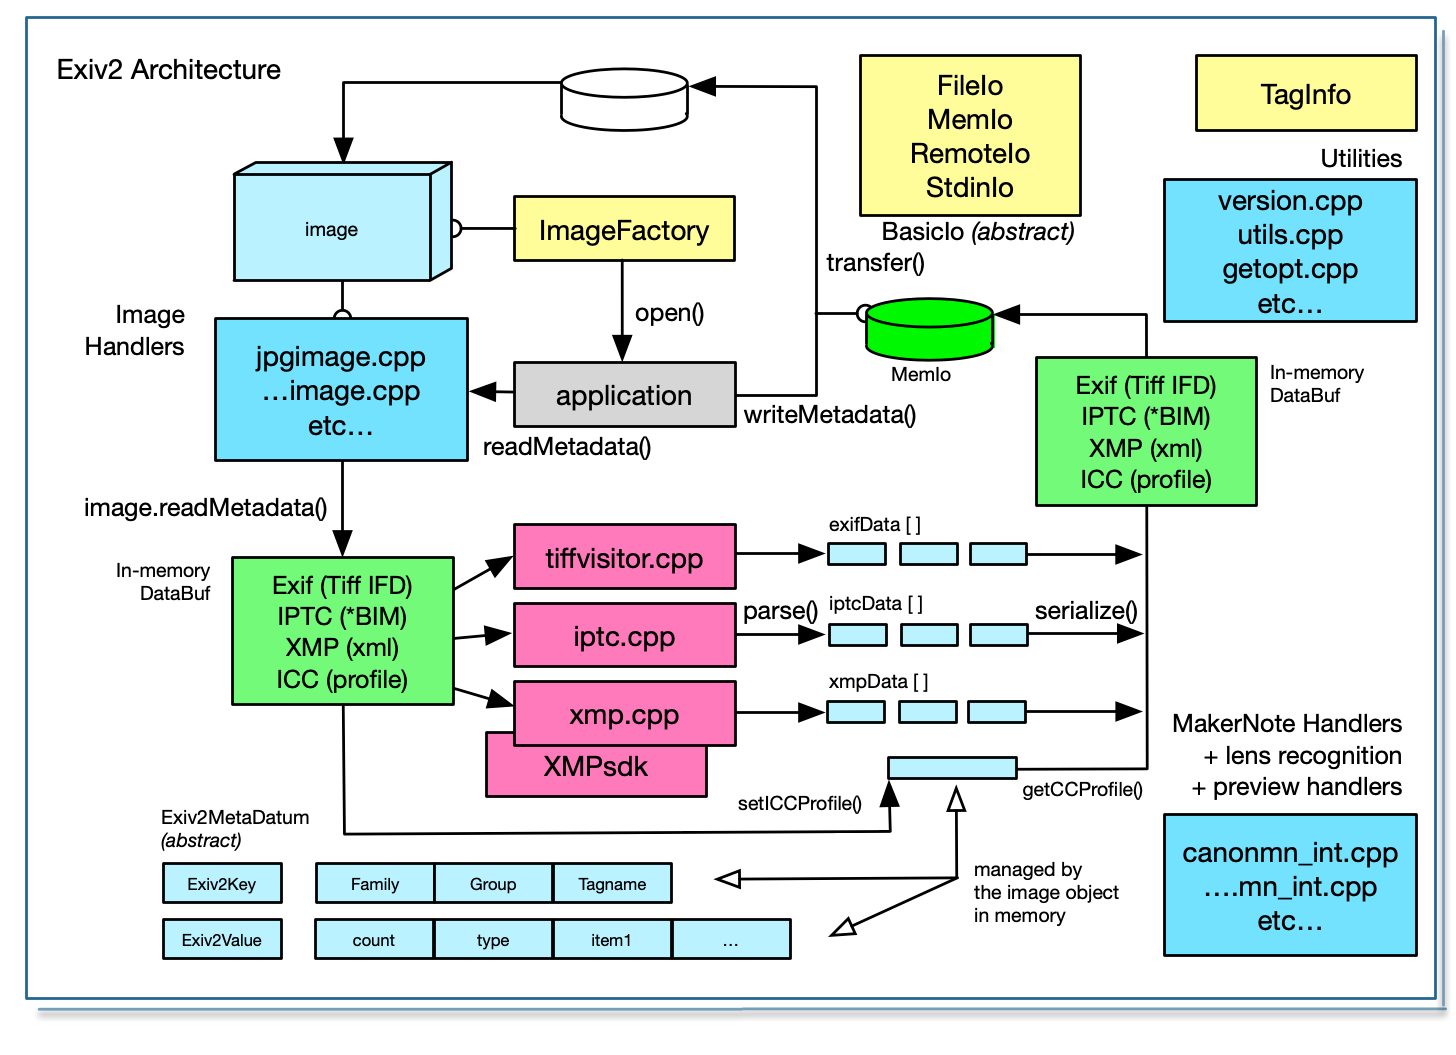 Exiv2 Architecture
FileIo
MemIo
RemoteIo
StdinIo
BasicIo (abstract)
TagInfo
Utilities
version.cpp
utils.cpp
getopt.cpp
etc…
image
ImageFactory
transfer()
open()
Image
Handlers
jpgimage.cpp
…image.cpp
etc…
application
readMetadata()
writeMetadata()
MemIo
Exif (Tiff IFD)
IPTC (*BIM)
XMP (xml)
ICC (profile)
In-memory
DataBuf
image.readMetadata()
In-memory
DataBuf
Exif (Tiff IFD)
IPTC (*BIM)
XMP (xml)
ICC (profile)
tiffvisitor.cpp
iptc.cpp
xmp.cpp
XMPsdk
parse()
exifData [ ]
iptcData [ ]
xmpData [ ]
serialize()
setICCProfile()
getCCProfile()
MakerNote Handlers
+ lens recognition
+ preview handlers
canonmn_int.cpp
….mn_int.cpp
etc…
Exiv2MetaDatum
(abstract)
Exiv2Key
Family
Group
Tagname
Exiv2Value
count
type
item1
…
managed by
the image object
in memory